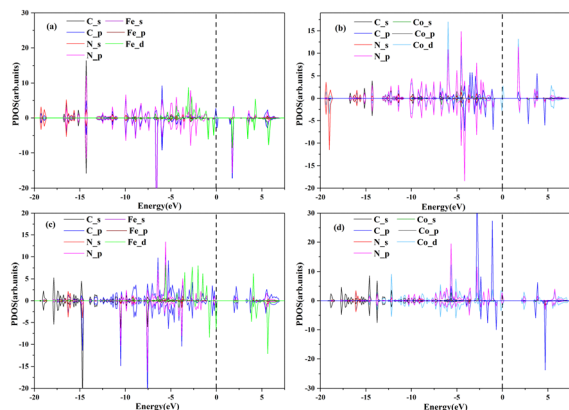 (a)
C_s Fe_s
C_p Fe_p
N_s Fe_d
N_p
PDOS(arb.units)
30
20
10
0
-10
-20
-20 -15 -10 -5 0 5
Energy(eV)
(b)
C_s Co_s
C_p Co_p
N_s Co_d
N_p
PDOS(arb.units)
20
15
10
5
0
-5
-10
-15
-20
-20 -15 -10 -5 0 5
Energy(eV)
(c)
C_s Fe_s
C_p Fe_p
N_s Fe_d
N_p
PDOS(arb.units)
20
15
10
5
0
-5
-10
-15
-20
-20 -15 -10 -5 0 5
Energy(eV)
(d)
C_s Co_s
C_p Co_p
N_s Co_d
N_p
PDOS(arb.units)
30
20
10
0
-10
-20
-30
-20 -15 -10 -5 0 5
Energy(eV)